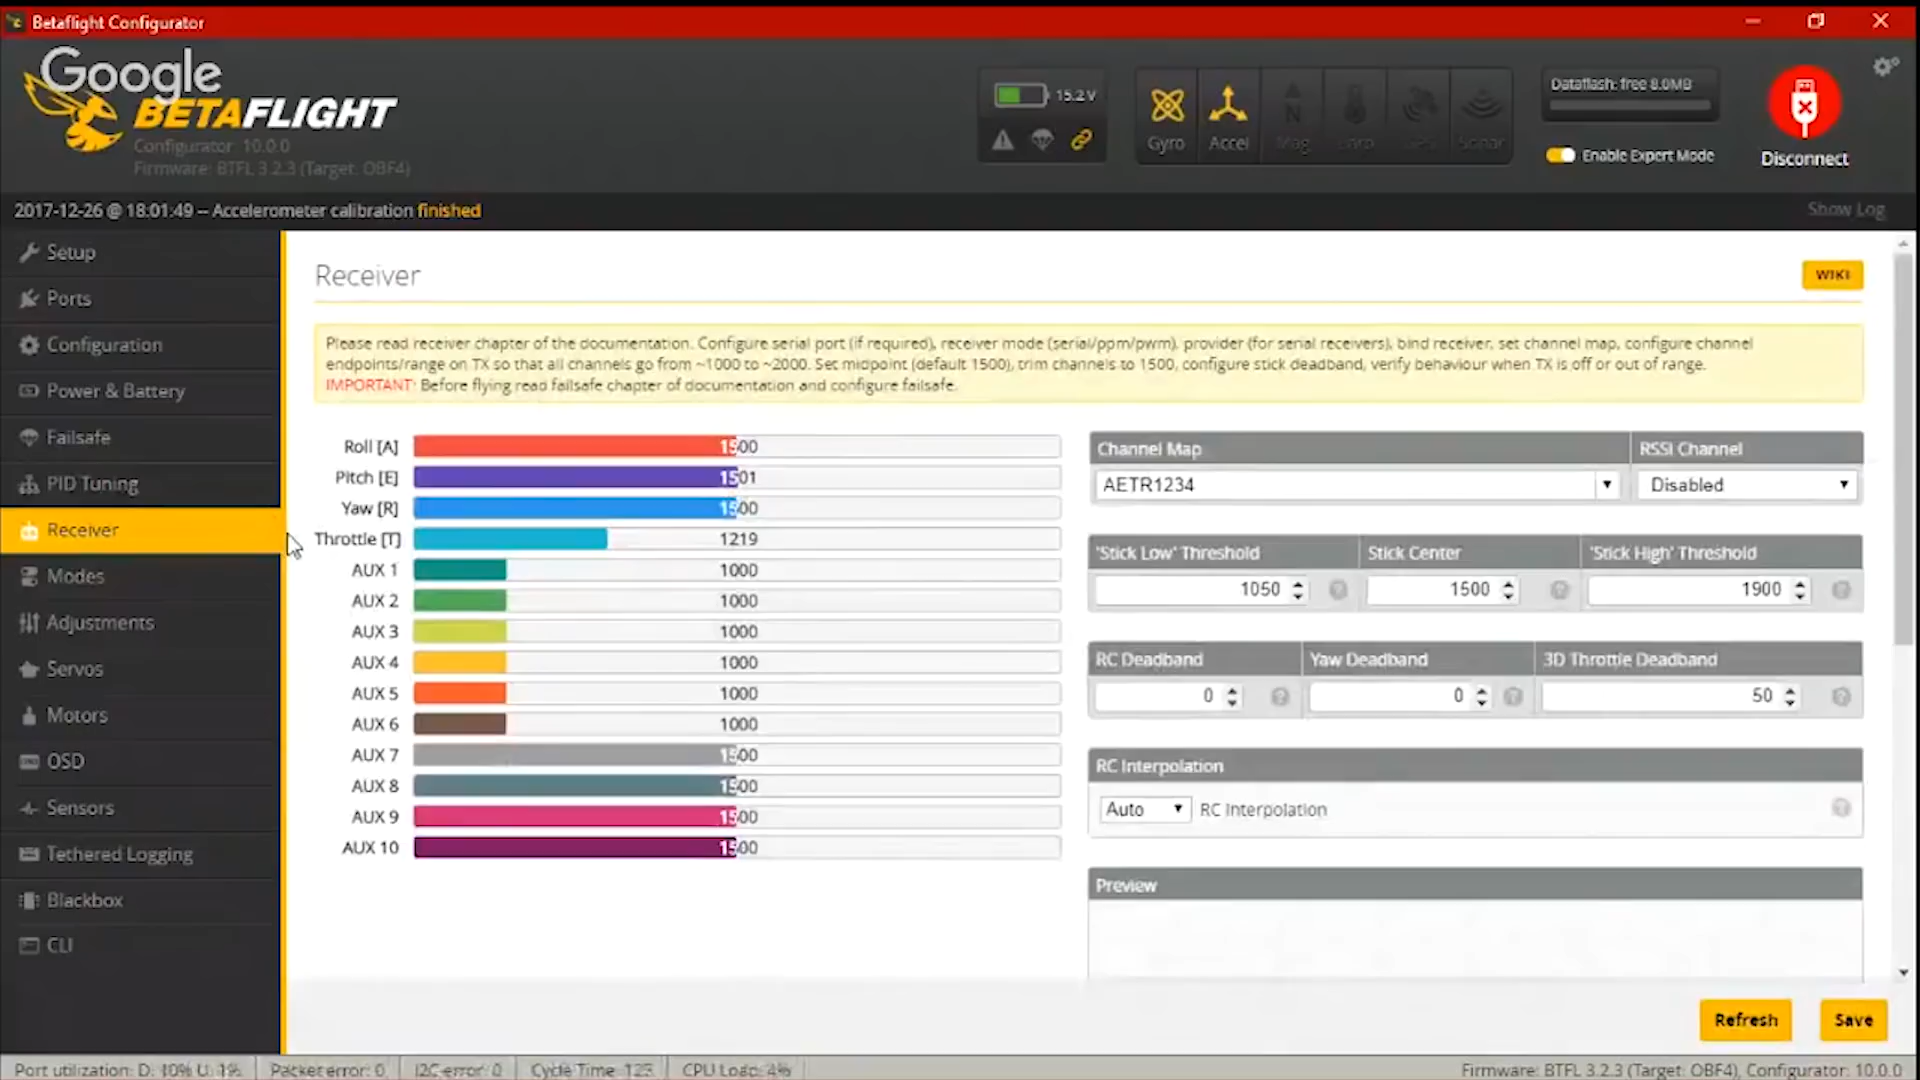 Betaflight Configurator
Google
BETAFLIGHT
Configurator: 10.0.0
Firmware: BTFL 3.2.3 (Target: OBF4)
15.2 V
Gyro Accel Mag Sonar
Dataflash: free 8.0MB
Enable Expert Mode
Disconnect
2017-12-26 @ 18:01:49 -- Accelerometer calibration finished
Show Log
Setup
Ports
Configuration
Power & Battery
Failsafe
PID Tuning
Receiver
Modes
Adjustments
Servos
Motors
OSD
Sensors
Tethered Logging
Blackbox
CLI
Receiver
WIKI
Please read receiver chapter of the documentation. Configure serial port (if required), receiver mode (serial/ppm/pwm), provider (for serial receivers), bind receiver, set channel map, configure channel
endpoints/range on TX so that all channels go from ~1000 to ~2000. Set midpoint (default 1500), trim channels to 1500, configure stick deadband, verify behaviour when TX is off or out of range.
IMPORTANT: Before flying read failsafe chapter of documentation and configure failsafe.
Roll [A] 1500
Pitch [E] 1501
Yaw [R] 1500
Throttle [T] 1219
AUX 1 1000
AUX 2 1000
AUX 3 1000
AUX 4 1000
AUX 5 1000
AUX 6 1000
AUX 7 1500
AUX 8 1500
AUX 9 1500
AUX 10 1500
Channel Map RSSI Channel
AETR1234 Disabled
'Stick Low' Threshold Stick Center 'Stick High' Threshold
1050 1500 1900
RC Deadband Yaw Deadband 3D Throttle Deadband
0 0 50
RC Interpolation
Auto RC Interpolation
Preview
Refresh Save
Port utilization: D: 10% U: 1% Packet error: 0 I2C error: 0 Cycle Time: 123 CPU Load: 4% Firmware: BTFL 3.2.3 (Target: OBF4), Configurator: 10.0.0